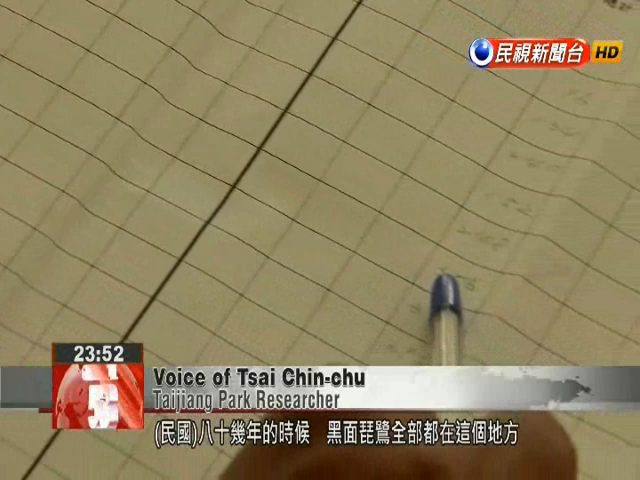 民視新聞台 HD
23:52
Voice of Tsai Chin-chu
Taijiang Park Researcher
(民國)八十幾年的時候 黑面琵鷺全部都在這個地方